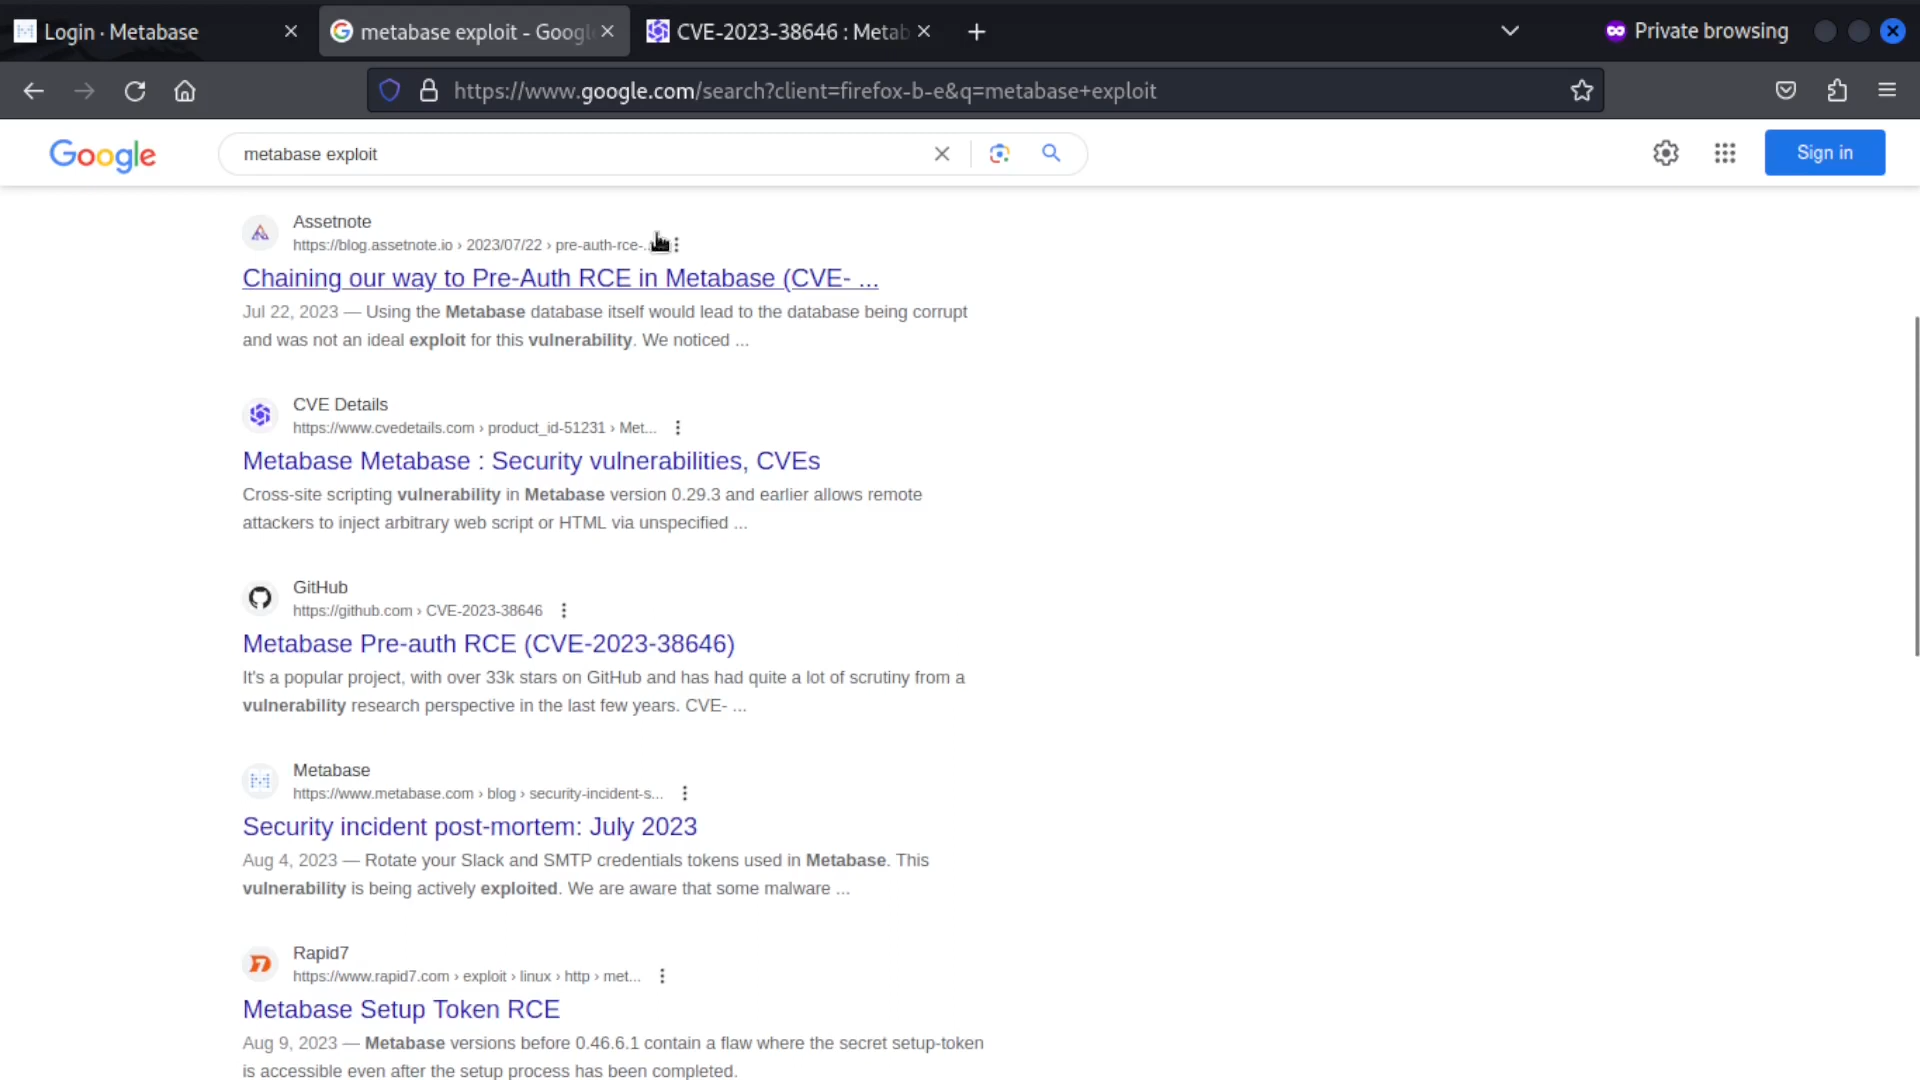 Login · Metabase
metabase exploit - Googl
CVE-2023-38646 : Metab
Private browsing
https://www.google.com/search?client=firefox-b-e&q=metabase+exploit
Google
metabase exploit
Sign in
Assetnote
https://blog.assetnote.io › 2023/07/22 › pre-auth-rce-...
Chaining our way to Pre-Auth RCE in Metabase (CVE- ...
Jul 22, 2023 — Using the Metabase database itself would lead to the database being corrupt
and was not an ideal exploit for this vulnerability. We noticed ...
CVE Details
https://www.cvedetails.com › product_id-51231 › Met...
Metabase Metabase : Security vulnerabilities, CVEs
Cross-site scripting vulnerability in Metabase version 0.29.3 and earlier allows remote
attackers to inject arbitrary web script or HTML via unspecified ...
GitHub
https://github.com › CVE-2023-38646
Metabase Pre-auth RCE (CVE-2023-38646)
It's a popular project, with over 33k stars on GitHub and has had quite a lot of scrutiny from a
vulnerability research perspective in the last few years. CVE- ...
Metabase
https://www.metabase.com › blog › security-incident-s...
Security incident post-mortem: July 2023
Aug 4, 2023 — Rotate your Slack and SMTP credentials tokens used in Metabase. This
vulnerability is being actively exploited. We are aware that some malware ...
Rapid7
https://www.rapid7.com › exploit › linux › http › met...
Metabase Setup Token RCE
Aug 9, 2023 — Metabase versions before 0.46.6.1 contain a flaw where the secret setup-token
is accessible even after the setup process has been completed.